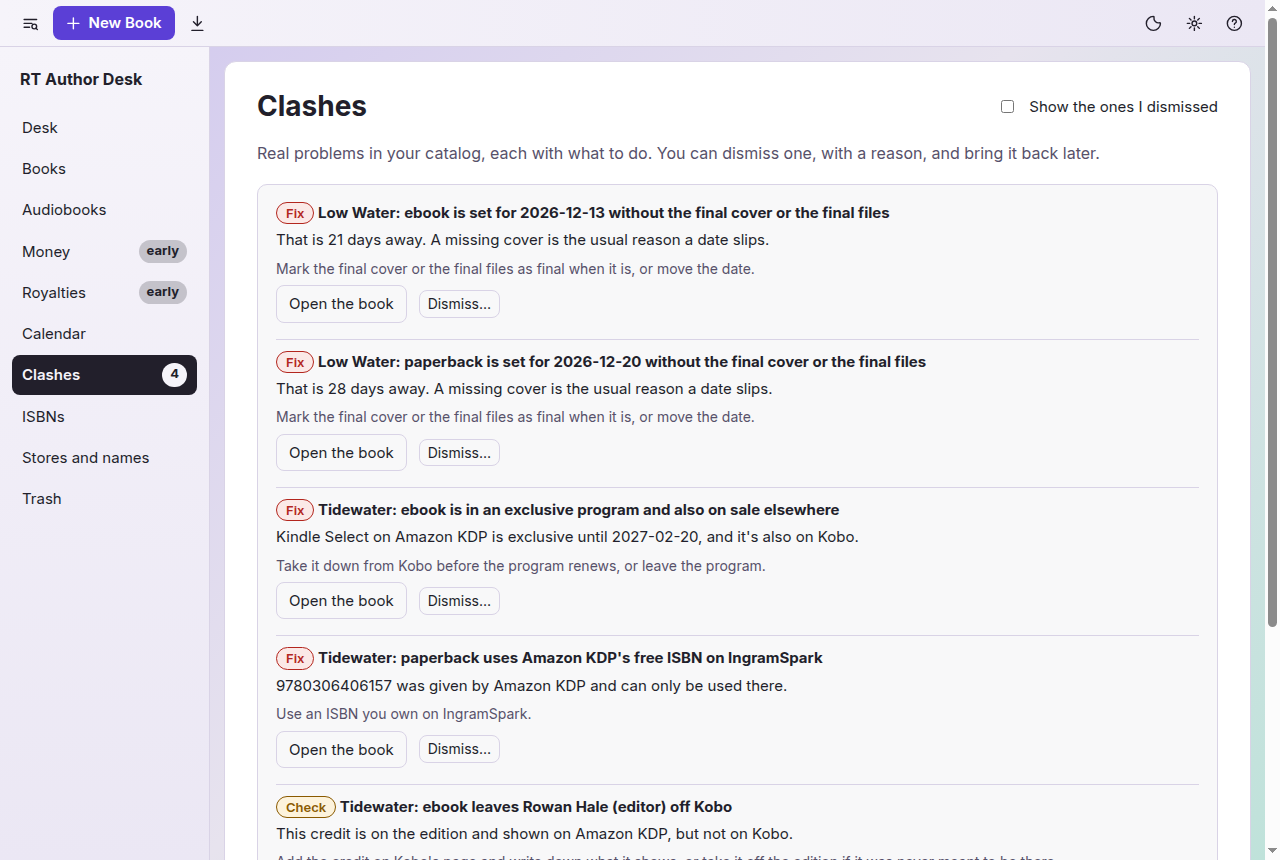 New Book
RT Author Desk
Desk
Books
Audiobooks
Money early
Royalties early
Calendar
Clashes 4
ISBNs
Stores and names
Trash
Clashes
Show the ones I dismissed
Real problems in your catalog, each with what to do. You can dismiss one, with a reason, and bring it back later.
Fix Low Water: ebook is set for 2026-12-13 without the final cover or the final files
That is 21 days away. A missing cover is the usual reason a date slips.
Mark the final cover or the final files as final when it is, or move the date.
Open the book Dismiss...
Fix Low Water: paperback is set for 2026-12-20 without the final cover or the final files
That is 28 days away. A missing cover is the usual reason a date slips.
Mark the final cover or the final files as final when it is, or move the date.
Open the book Dismiss...
Fix Tidewater: ebook is in an exclusive program and also on sale elsewhere
Kindle Select on Amazon KDP is exclusive until 2027-02-20, and it's also on Kobo.
Take it down from Kobo before the program renews, or leave the program.
Open the book Dismiss...
Fix Tidewater: paperback uses Amazon KDP's free ISBN on IngramSpark
9780306406157 was given by Amazon KDP and can only be used there.
Use an ISBN you own on IngramSpark.
Open the book Dismiss...
Check Tidewater: ebook leaves Rowan Hale (editor) off Kobo
This credit is on the edition and shown on Amazon KDP, but not on Kobo.